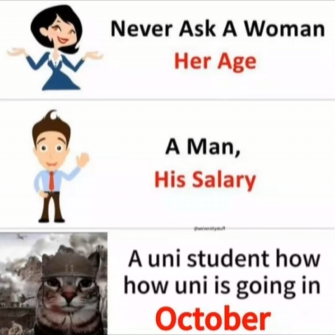 Never Ask A Woman
Her Age
A Man,
His Salary
A uni student how
how uni is going in
October